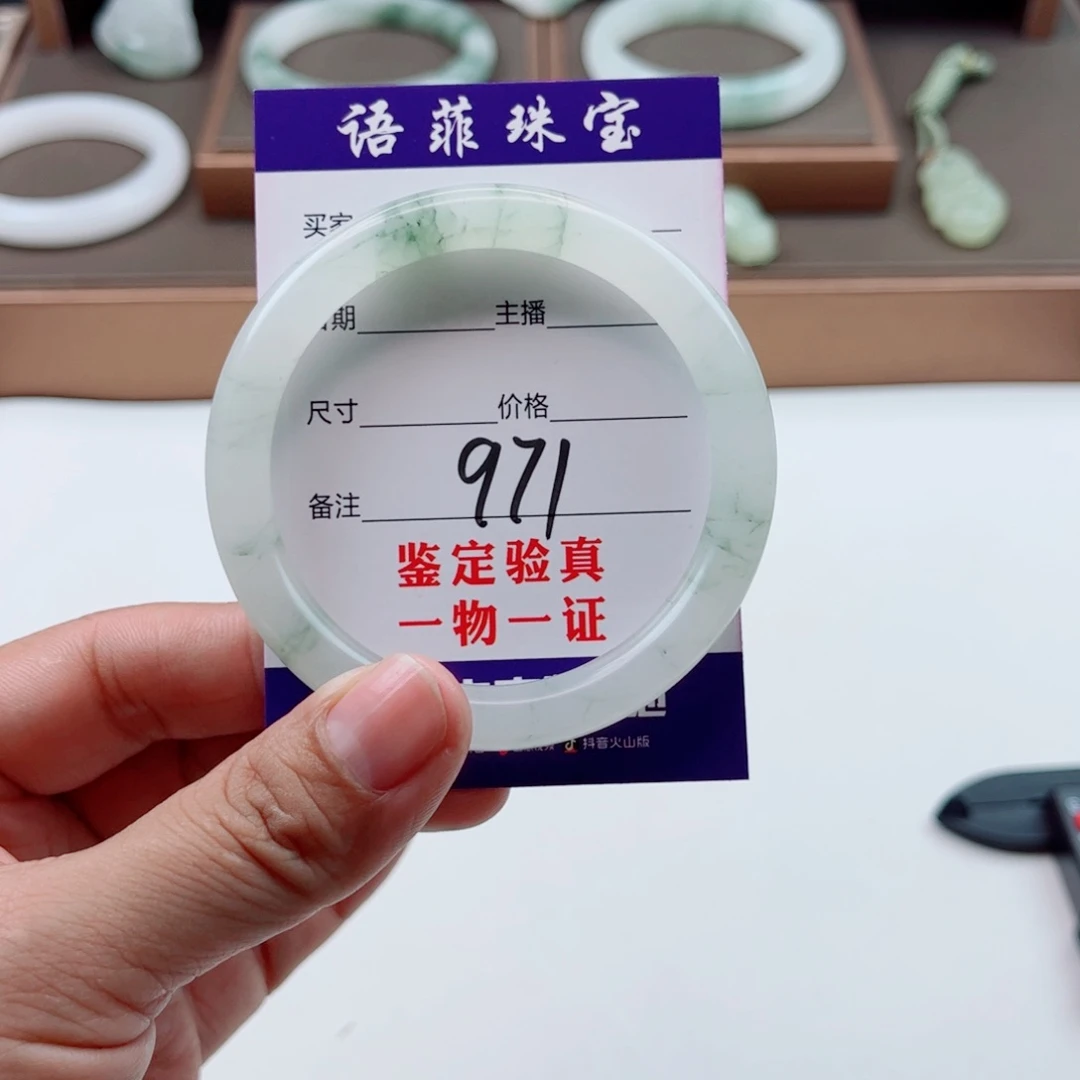 语菲珠宝
买家
期 主播
尺寸 价格
971
备注
鉴定验真
一物一证
抖音火山版